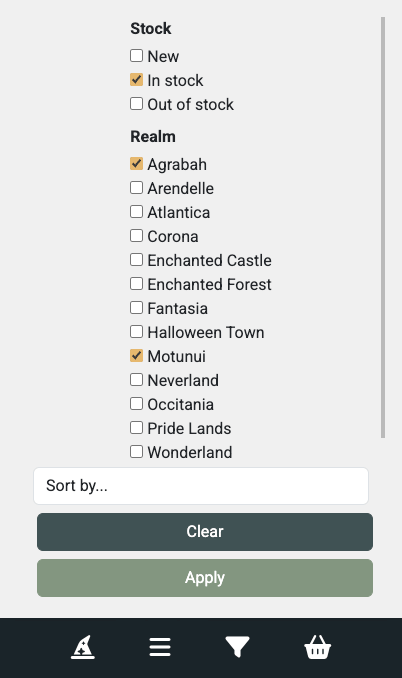 Stock
New
In stock
Out of stock
Realm
Agrabah
Arendelle
Atlantica
Corona
Enchanted Castle
Enchanted Forest
Fantasia
Halloween Town
Motunui
Neverland
Occitania
Pride Lands
Wonderland
Sort by...
Clear
Apply